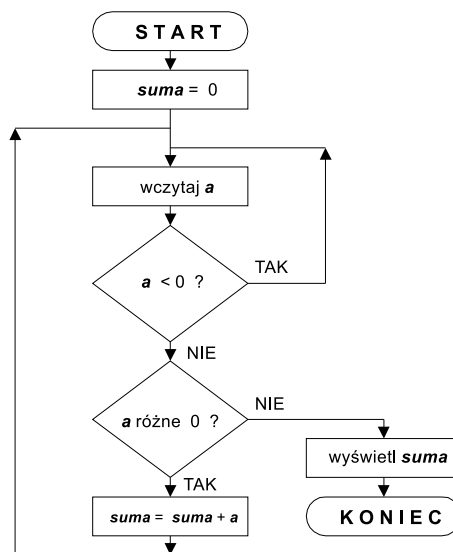 START
suma = 0
wczytaj a
a < 0 ?
TAK
NIE
a różne 0 ?
NIE
TAK
wyświetl suma
suma = suma + a
KONIEC